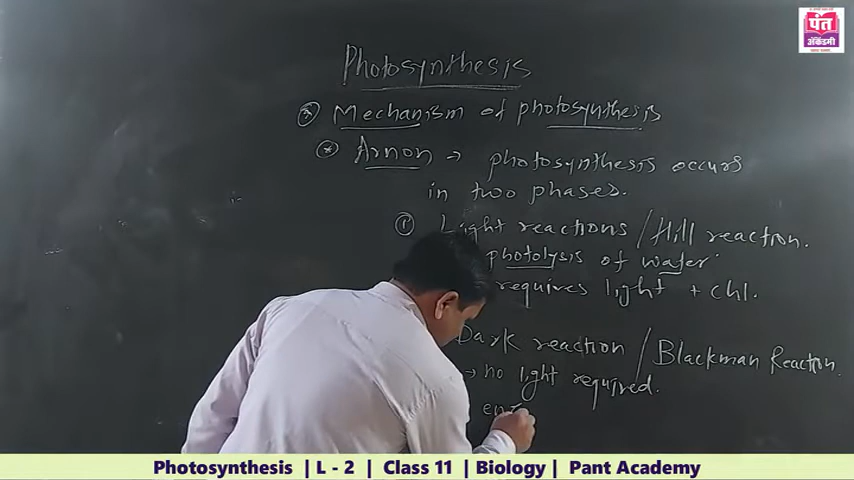 पंत
अ‍ॅकॅडमी
Photosynthesis
* Mechanism of photosynthesis
* Arnon → photosynthesis occurs
in two phases.
① Light reactions / Hill reaction.
photolysis of water.
requires light + chl.
Dark reaction / Blackman Reaction.
→ no light required.
Photosynthesis | L - 2 | Class 11 | Biology | Pant Academy